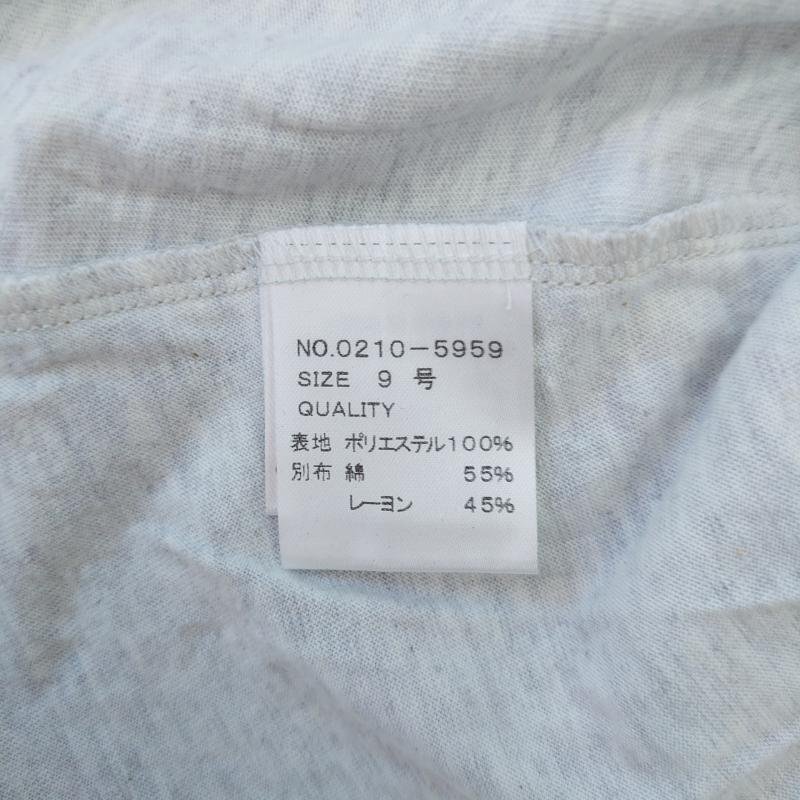 NO.0210-5959
SIZE 9 号
QUALITY
表地 ポリエステル100%
別布 綿 55%
レーヨン 45%